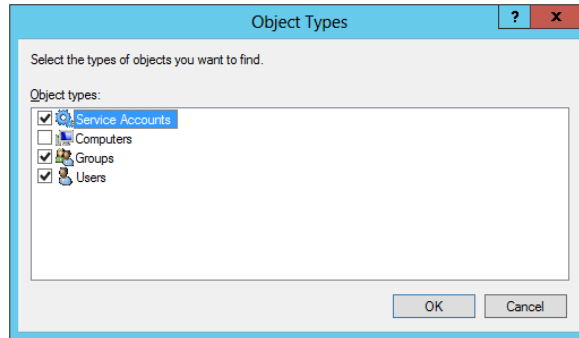 Object Types
? x
Select the types of objects you want to find.
Object types:
Service Accounts
Computers
Groups
Users
OK Cancel